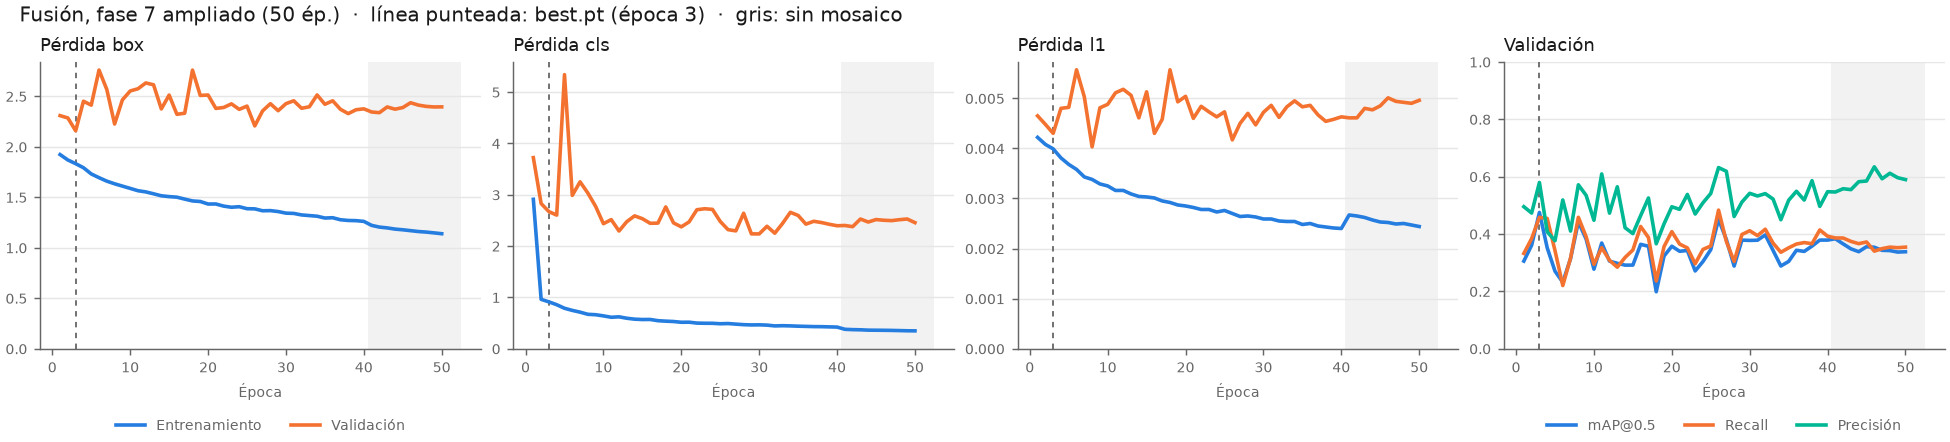 Fusión, fase 7 ampliado (50 ép.)  ·  línea punteada: best.pt (época 3)  ·  gris: sin mosaico
Pérdida box
2.5
2.0
1.5
1.0
0.5
0.0
0 10 20 30 40 50
Época
Pérdida cls
5
4
3
2
1
0
0 10 20 30 40 50
Época
Pérdida l1
0.005
0.004
0.003
0.002
0.001
0.000
0 10 20 30 40 50
Época
Validación
1.0
0.8
0.6
0.4
0.2
0.0
0 10 20 30 40 50
Época
Entrenamiento Validación
mAP@0.5 Recall Precisión